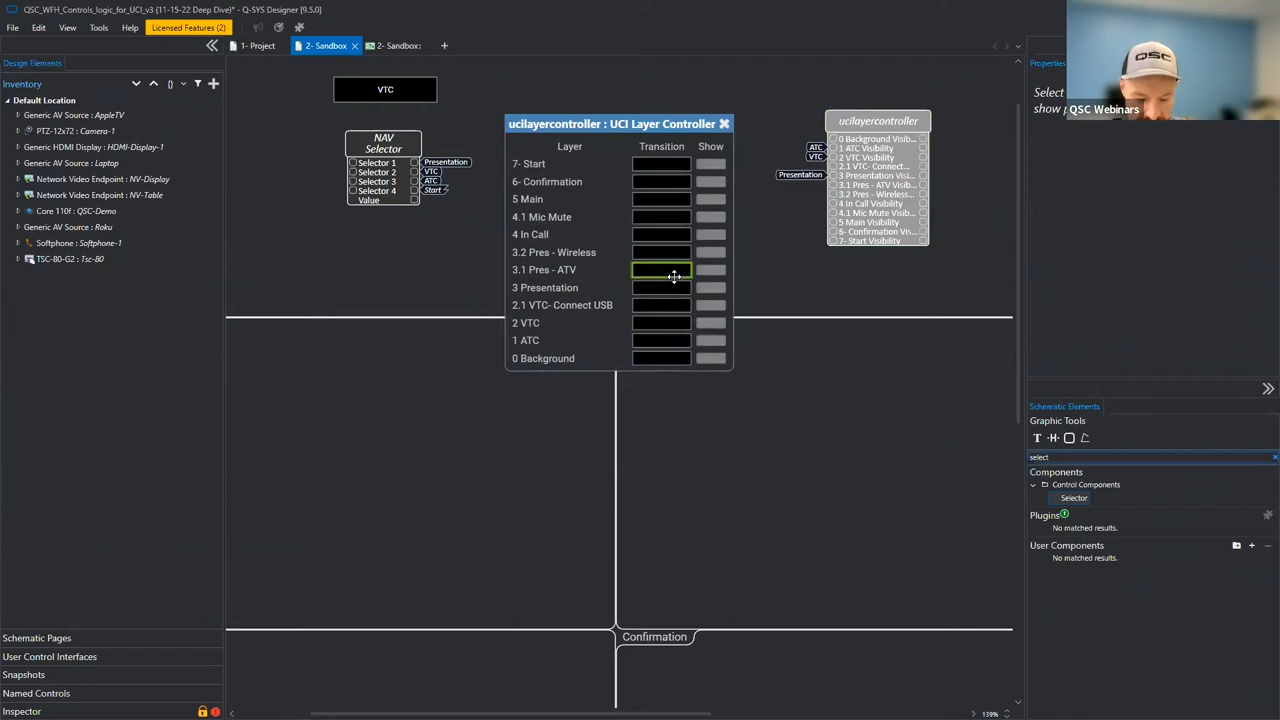 QSC_WFH_Controls_logic_for_UCI_v3 (11-15-22 Deep Dive)* - Q-SYS Designer [9.5.0]
File Edit View Tools Help Licensed Features (2)
1- Project
2- Sandbox
2- Sandbox:
Design Elements
Inventory
Default Location
Generic AV Source : AppleTV
PTZ-12x72 : Camera-1
Generic HDMI Display : HDMI-Display-1
Generic AV Source : Laptop
Network Video Endpoint : NV-Display
Network Video Endpoint : NV-Table
Core 110f : QSC-Demo
Generic AV Source : Roku
Softphone : Softphone-1
TSC-80-G2 : Tsc-80
Schematic Pages
User Control Interfaces
Snapshots
Named Controls
Inspector
VTC
NAV
Selector
Selector 1 Presentation
Selector 2 VTC
Selector 3 ATC
Selector 4 Start
Value
ucilayercontroller : UCI Layer Controller
Layer Transition Show
7- Start
6- Confirmation
5 Main
4.1 Mic Mute
4 In Call
3.2 Pres - Wireless
3.1 Pres - ATV
3 Presentation
2.1 VTC- Connect USB
2 VTC
1 ATC
0 Background
ucilayercontroller
0 Background Visib...
ATC 1 ATC Visibility
VTC 2 VTC Visibility
2.1 VTC- Connect...
Presentation 3 Presentation Visi...
3.1 Pres - ATV Visib...
3.2 Pres - Wireless...
4 In Call Visibility
4.1 Mic Mute Visibi...
5 Main Visibility
6- Confirmation Vis...
7- Start Visibility
Confirmation
139%
Properties
Select
show p
QSC
QSC Webinars
Schematic Elements
Graphic Tools
T H
select
Components
Control Components
Selector
Plugins
No matched results.
User Components
No matched results.